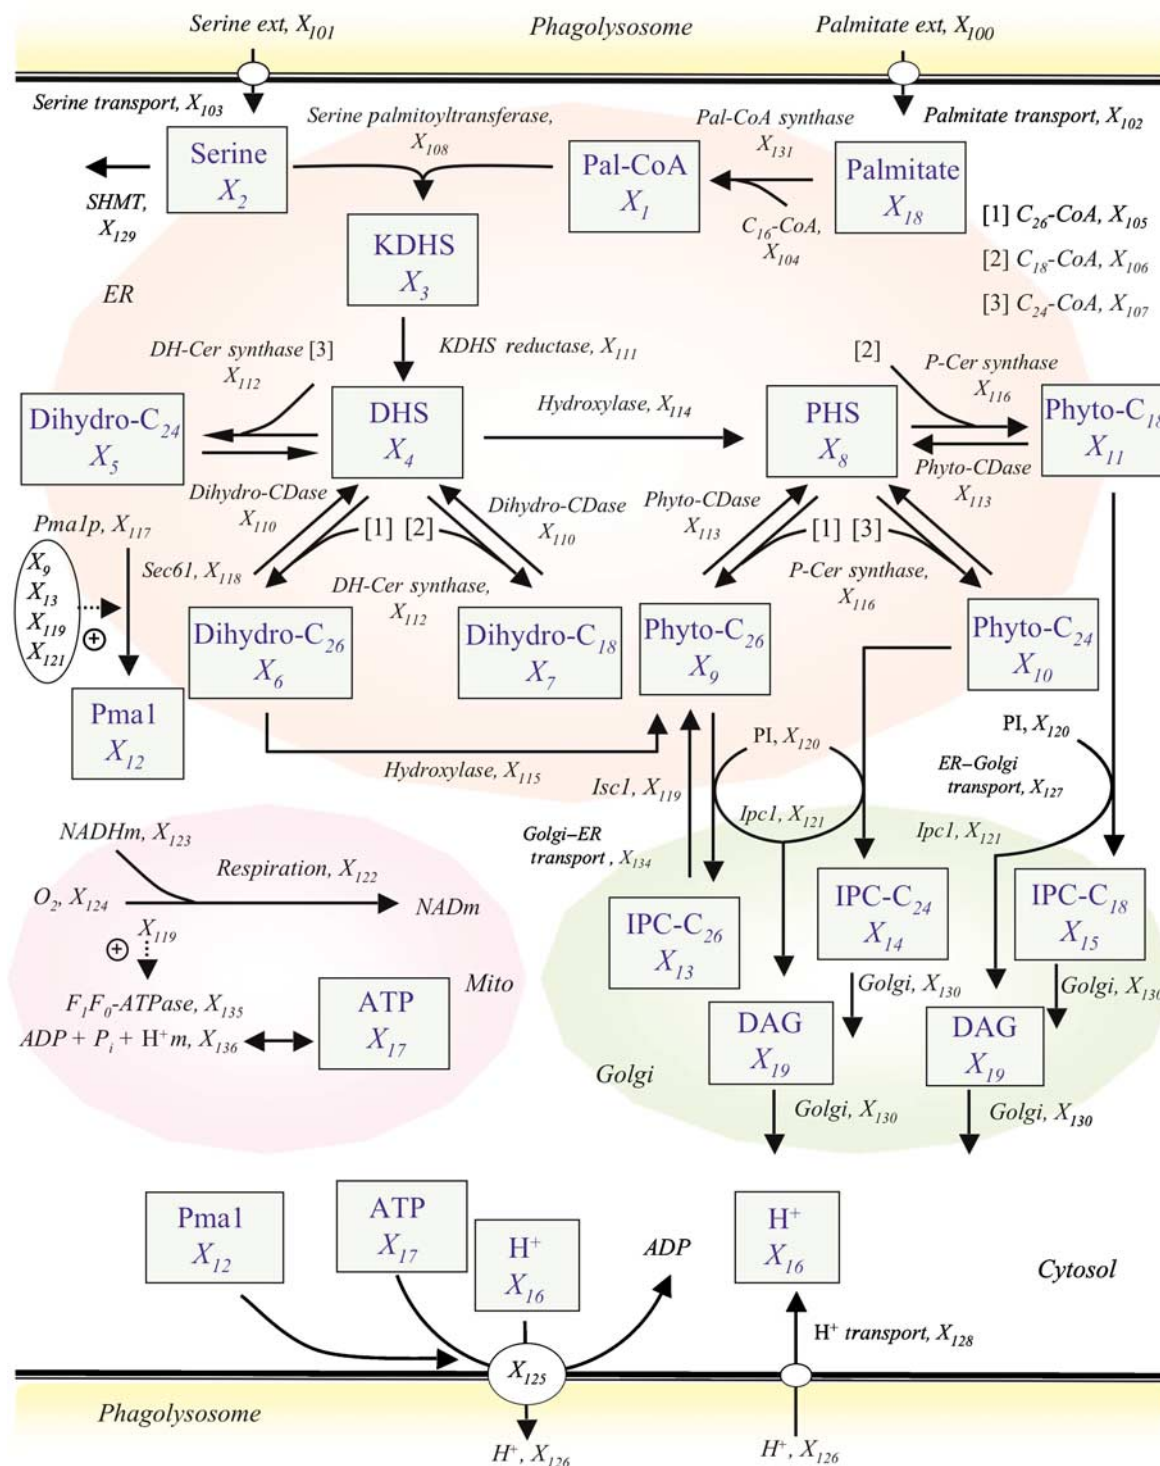 Serine ext, X101
Phagolysosome
Palmitate ext, X100
Serine transport, X103
Serine palmitoyltransferase,
X108
Pal-CoA synthase
X131
Palmitate transport, X102
Serine
X2
Pal-CoA
X1
Palmitate
X18
SHMT,
X129
C16-CoA,
X104
[1] C26-CoA, X105
[2] C18-CoA, X106
[3] C24-CoA, X107
KDHS
X3
ER
DH-Cer synthase [3]
X112
KDHS reductase, X111
[2]
P-Cer synthase
X116
Dihydro-C24
X5
DHS
X4
Hydroxylase, X114
PHS
X8
Phyto-C18
X11
Dihydro-CDase
X110
Dihydro-CDase
X110
Phyto-CDase
X113
Phyto-CDase
X113
Pma1p, X117
[1] [2]
[1] [3]
X9
X13
X119
X121
+
Sec61, X118
DH-Cer synthase,
X112
P-Cer synthase,
X116
Dihydro-C26
X6
Dihydro-C18
X7
Phyto-C26
X9
Phyto-C24
X10
Pma1
X12
Hydroxylase, X115
Isc1, X119
PI, X120
PI, X120
ER–Golgi
transport, X127
Golgi–ER
transport , X134
Ipc1, X121
Ipc1, X121
NADHm, X123
Respiration, X122
O2, X124
NADm
X119
+
F1F0-ATPase, X135
ADP + Pi + H+m, X136
ATP
X17
Mito
IPC-C26
X13
IPC-C24
X14
IPC-C18
X15
Golgi, X130
Golgi, X130
DAG
X19
DAG
X19
Golgi
Golgi, X130
Golgi, X130
Pma1
X12
ATP
X17
H+
X16
ADP
H+
X16
Cytosol
H+ transport, X128
X125
Phagolysosome
H+, X126
H+, X126